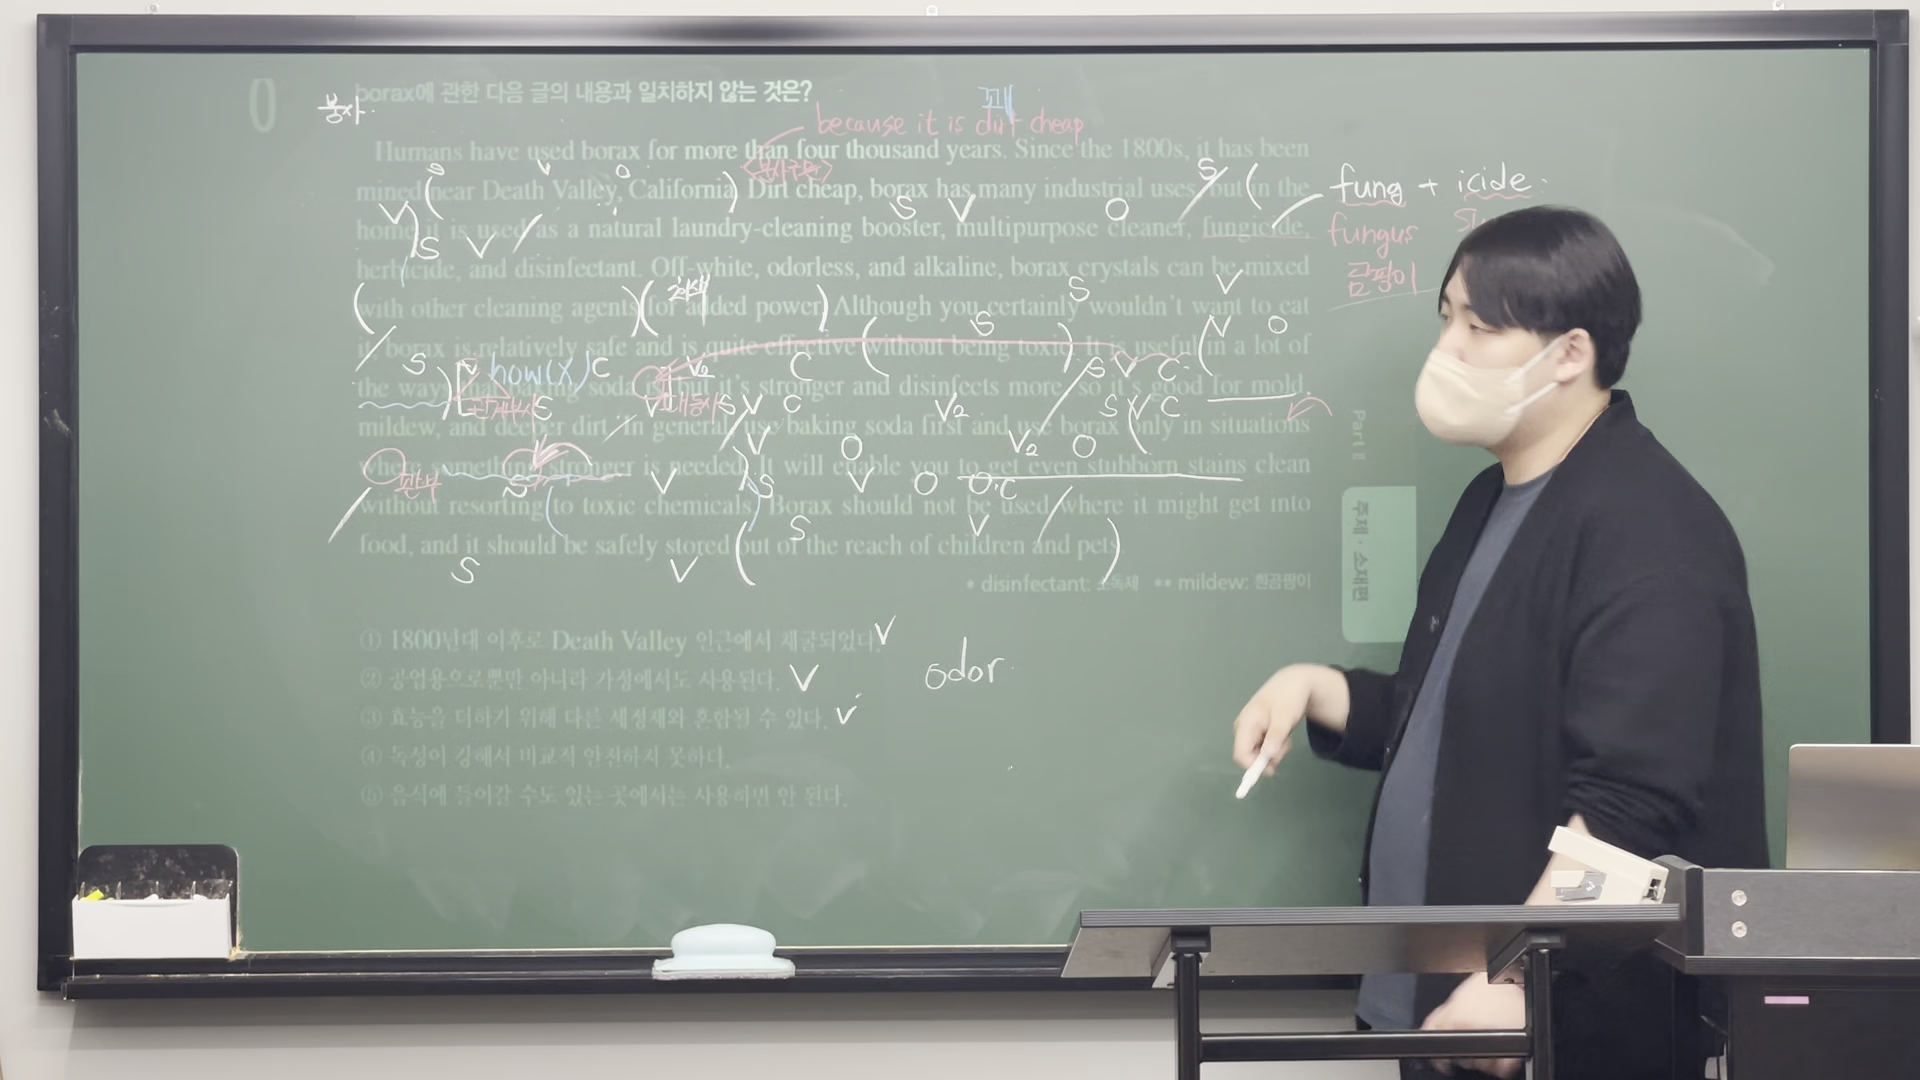 borax에 관한 다음 글의 내용과 일치하지 않는 것은?
붕사
because it is dirt cheap
Humans have used borax for more than four thousand years. Since the 1800s, it has been
mined near Death Valley, California. Dirt cheap, borax has many industrial uses, but in the
home it is used as a natural laundry-cleaning booster, multipurpose cleaner, fungicide,
herbicide, and disinfectant. Off-white, odorless, and alkaline, borax crystals can be mixed
with other cleaning agents for added power. Although you certainly wouldn't want to eat
it, borax is relatively safe and is quite effective without being toxic. It is useful in a lot of
the ways that baking soda is, but it's stronger and disinfects more, so it's good for mold,
mildew, and deeper dirt. In general, use baking soda first and use borax only in situations
where something stronger is needed. It will enable you to get even stubborn stains clean
without resorting to toxic chemicals. Borax should not be used where it might get into
food, and it should be safely stored out of the reach of children and pets.
* disinfectant: 소독제 ** mildew: 흰곰팡이
fung + icide
fungus
곰팡이
how(X)
① 1800년대 이후로 Death Valley 인근에서 채굴되었다.
② 공업용으로뿐만 아니라 가정에서도 사용된다.
③ 효능을 더하기 위해 다른 세정제와 혼합될 수 있다.
④ 독성이 강해서 비교적 안전하지 못하다.
⑤ 음식에 들어갈 수도 있는 곳에서는 사용하면 안 된다.
odor
Part II
주제·소재편